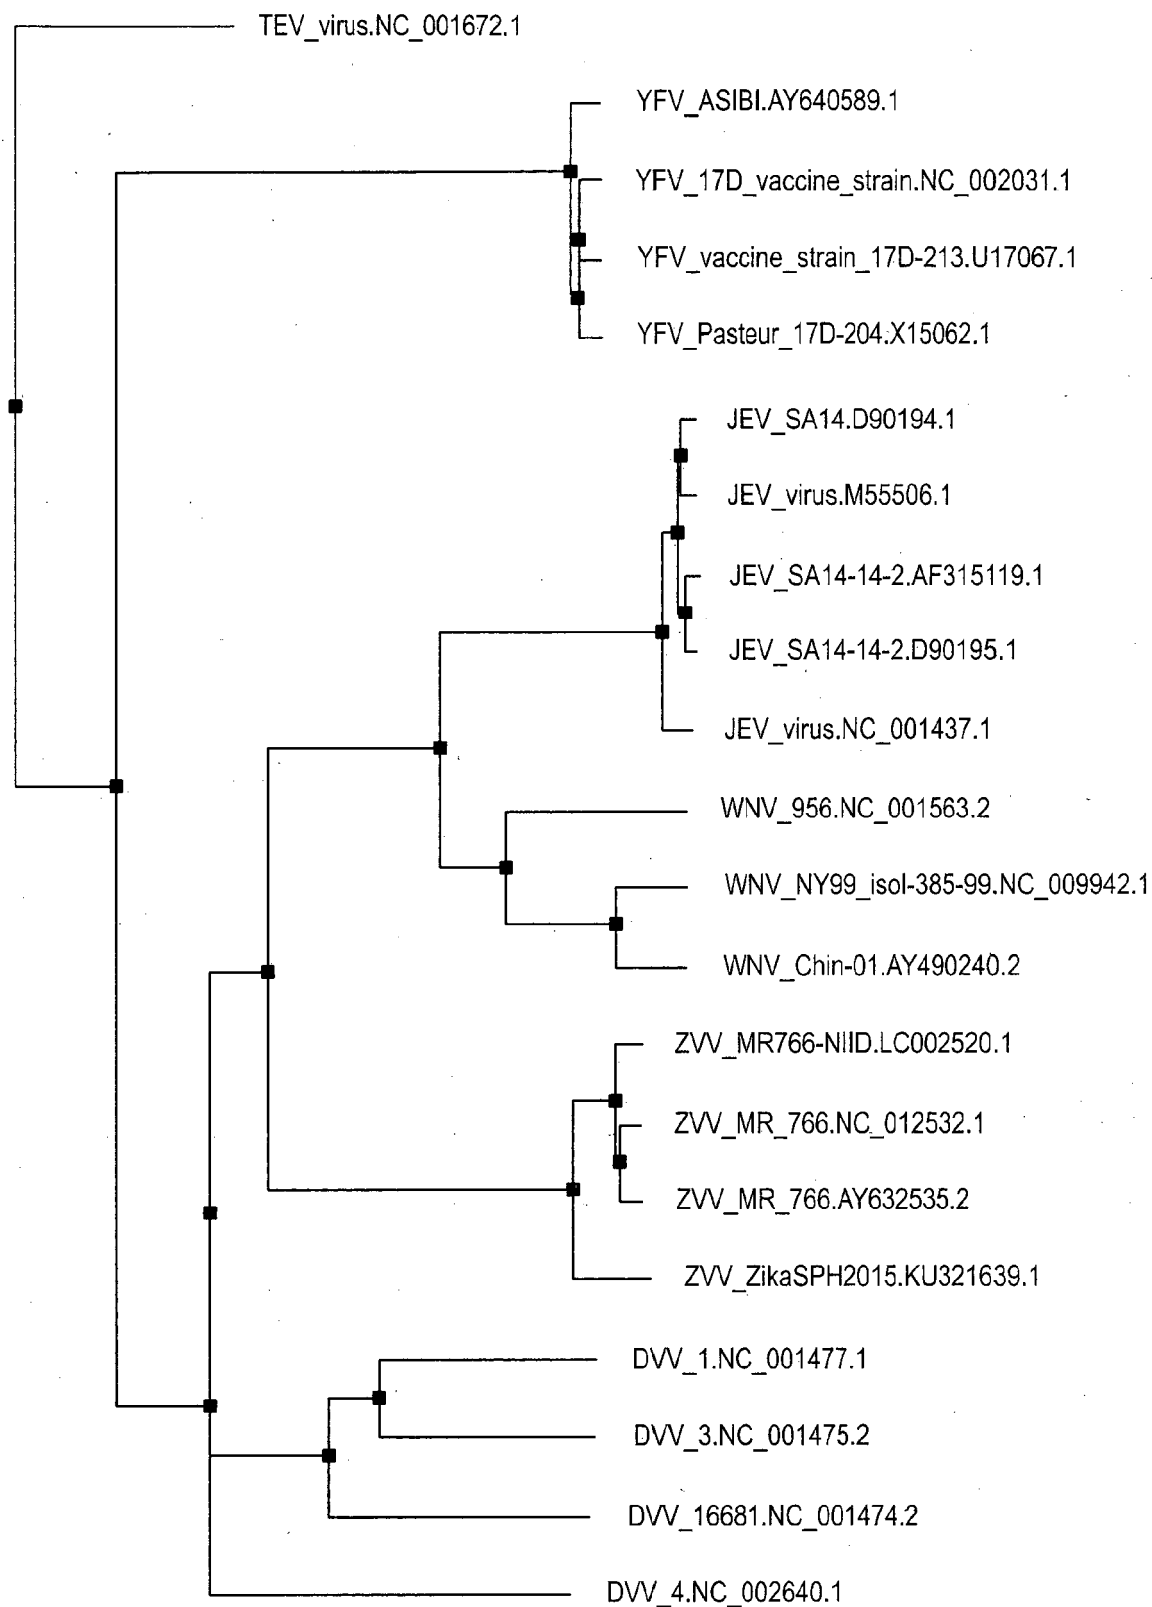 TEV_virus.NC_001672.1
YFV_ASIBI.AY640589.1
YFV_17D_vaccine_strain.NC_002031.1
YFV_vaccine_strain_17D-213.U17067.1
YFV_Pasteur_17D-204.X15062.1
JEV_SA14.D90194.1
JEV_virus.M55506.1
JEV_SA14-14-2.AF315119.1
JEV_SA14-14-2.D90195.1
JEV_virus.NC_001437.1
WNV_956.NC_001563.2
WNV_NY99_isol-385-99.NC_009942.1
WNV_Chin-01.AY490240.2
ZVV_MR766-NIID.LC002520.1
ZVV_MR_766.NC_012532.1
ZVV_MR_766.AY632535.2
ZVV_ZikaSPH2015.KU321639.1
DVV_1.NC_001477.1
DVV_3.NC_001475.2
DVV_16681.NC_001474.2
DVV_4.NC_002640.1